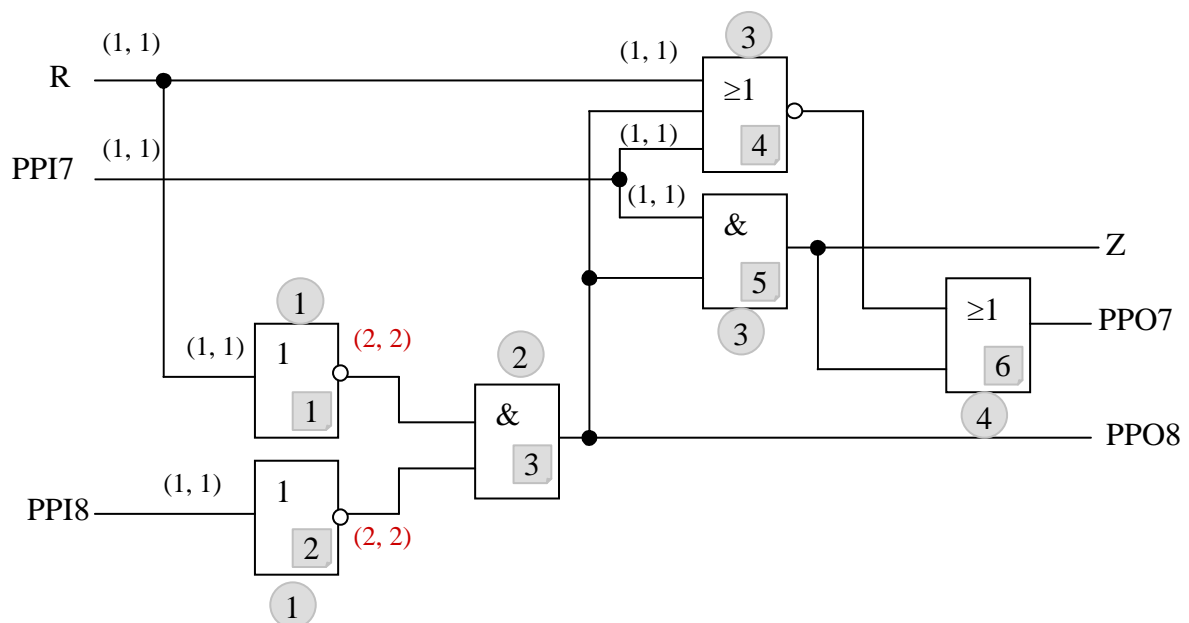 (1, 1) (1, 1) 3
R ≥1
(1, 1) (1, 1) 4
PPI7 (1, 1)
&
Z
5
1 ≥1
(2, 2) 3 PPO7
(1, 1) 1 2 6
1 & 4
3 PPO8
(1, 1) 1
PPI8 2 (2, 2)
1